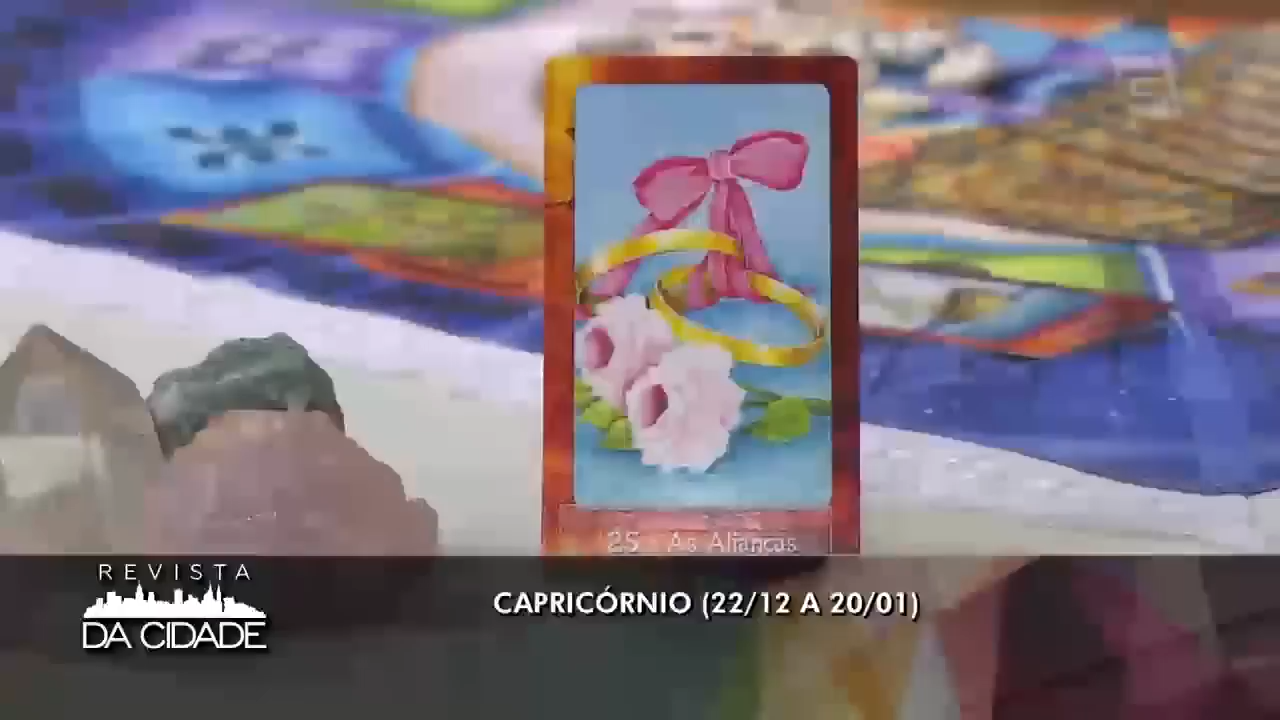 25 - As Alianças
REVISTA
DA CIDADE
CAPRICÓRNIO (22/12 A 20/01)